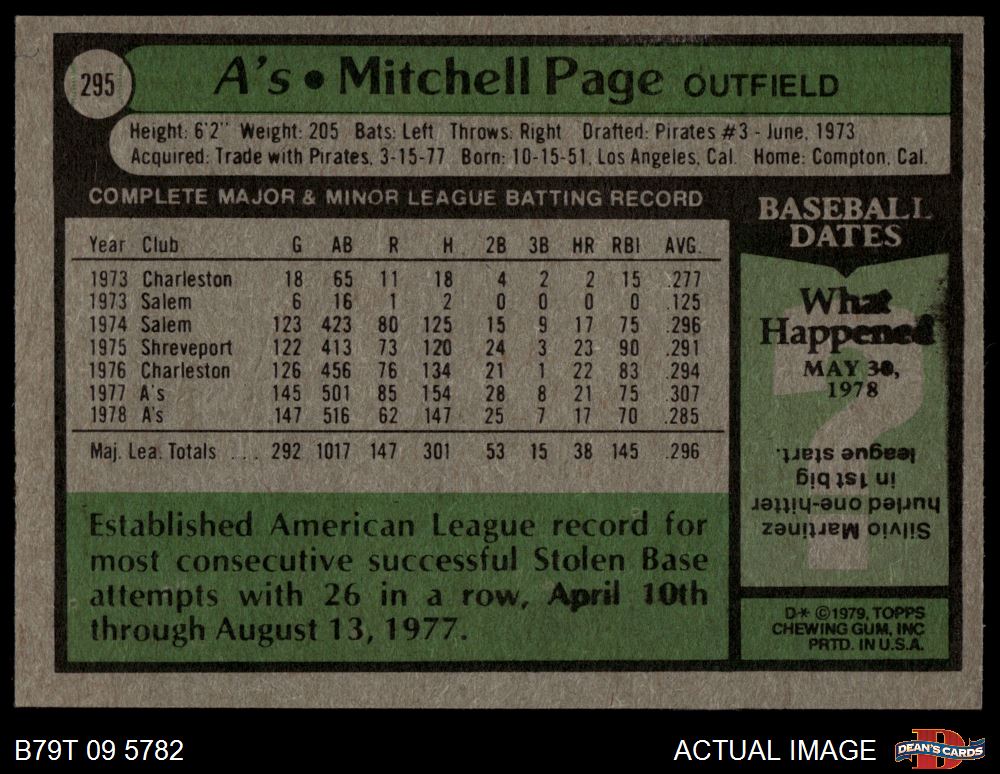 295
A's • Mitchell Page OUTFIELD
Height: 6'2" Weight: 205 Bats: Left Throws: Right Drafted: Pirates #3 - June, 1973
Acquired: Trade with Pirates, 3-15-77 Born: 10-15-51, Los Angeles, Cal. Home: Compton, Cal.
COMPLETE MAJOR & MINOR LEAGUE BATTING RECORD
Year Club G AB R H 2B 3B HR RBI AVG.
1973 Charleston 18 65 11 18 4 2 2 15 .277
1973 Salem 6 16 1 2 0 0 0 0 .125
1974 Salem 123 423 80 125 15 9 17 75 .296
1975 Shreveport 122 413 73 120 24 3 23 90 .291
1976 Charleston 126 456 76 134 21 1 22 83 .294
1977 A's 145 501 85 154 28 8 21 75 .307
1978 A's 147 516 62 147 25 7 17 70 .285
Maj. Lea. Totals ... 292 1017 147 301 53 15 38 145 .296
Established American League record for
most consecutive successful Stolen Base
attempts with 26 in a row, April 10th
through August 13, 1977.
BASEBALL
DATES
What
Happened
MAY 30,
1978
?
Silvio Martinez
hurled one-hitter
in 1st big
league start.
D* ©1979, TOPPS
CHEWING GUM, INC
PRTD. IN U.S.A.
B79T 09 5782
ACTUAL IMAGE
DEAN'S CARDS